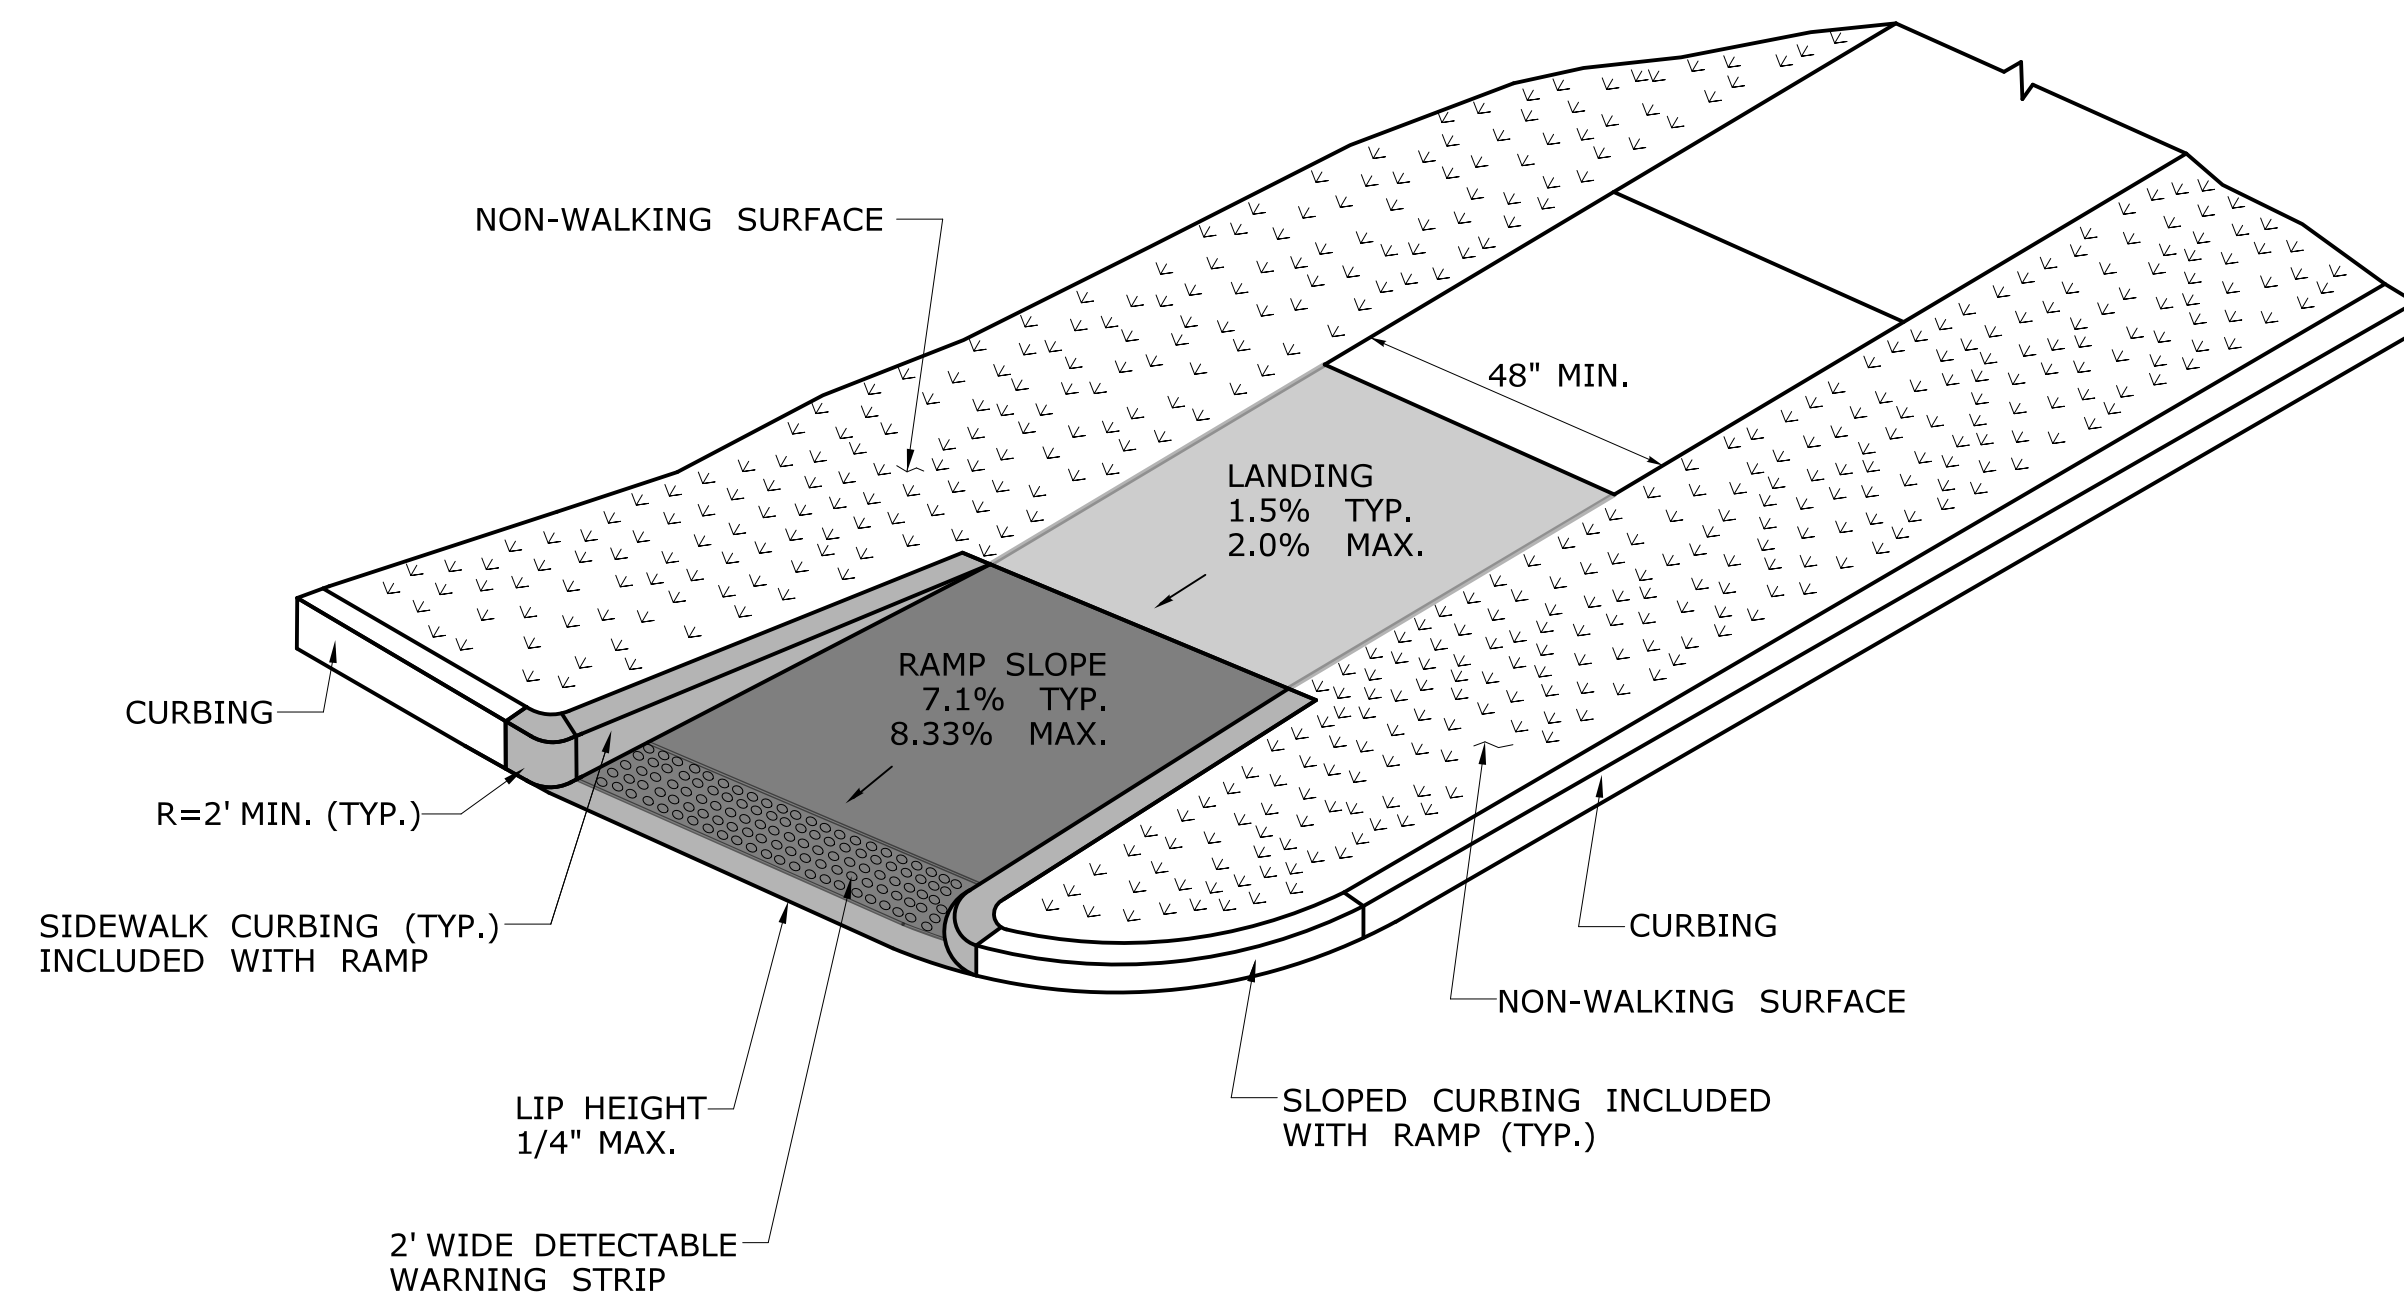 NON-WALKING SURFACE
48" MIN.
LANDING
1.5% TYP.
2.0% MAX.
RAMP SLOPE
7.1% TYP.
8.33% MAX.
CURBING
R=2' MIN. (TYP.)
SIDEWALK CURBING (TYP.)
INCLUDED WITH RAMP
CURBING
NON-WALKING SURFACE
LIP HEIGHT
1/4" MAX.
SLOPED CURBING INCLUDED
WITH RAMP (TYP.)
2' WIDE DETECTABLE
WARNING STRIP